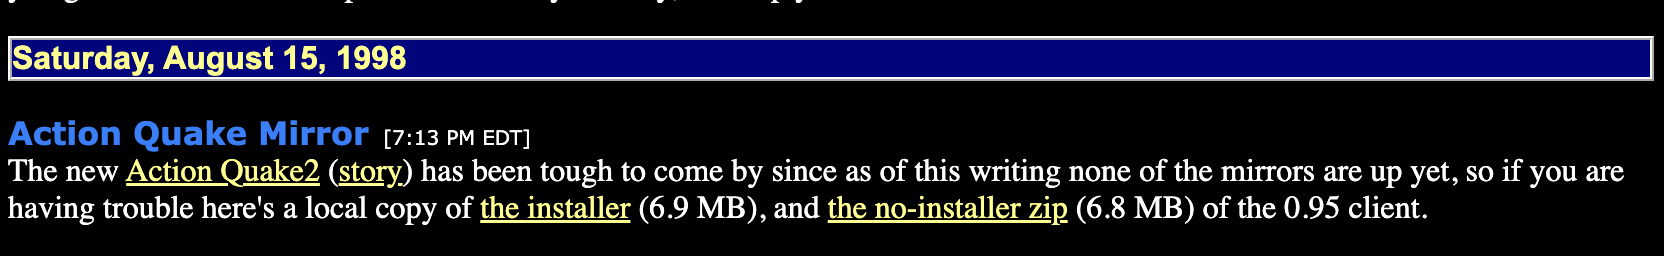 Saturday, August 15, 1998
Action Quake Mirror [7:13 PM EDT]
The new Action Quake2 (story) has been tough to come by since as of this writing none of the mirrors are up yet, so if you are
having trouble here's a local copy of the installer (6.9 MB), and the no-installer zip (6.8 MB) of the 0.95 client.